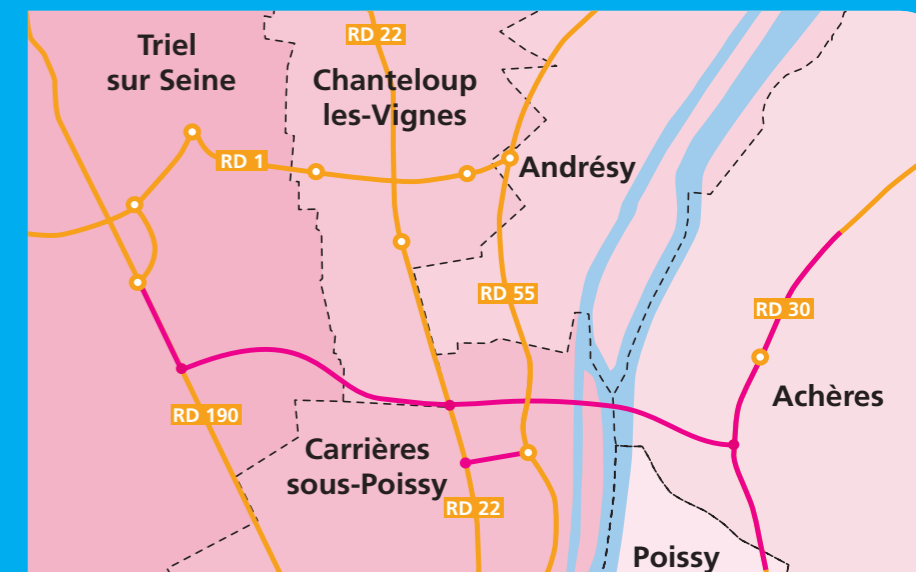 RD 22
Triel
sur Seine
Chanteloup
les-Vignes
RD 1
Andrésy
RD 55
RD 30
Achères
RD 190
Carrières
sous-Poissy
RD 22
Poissy